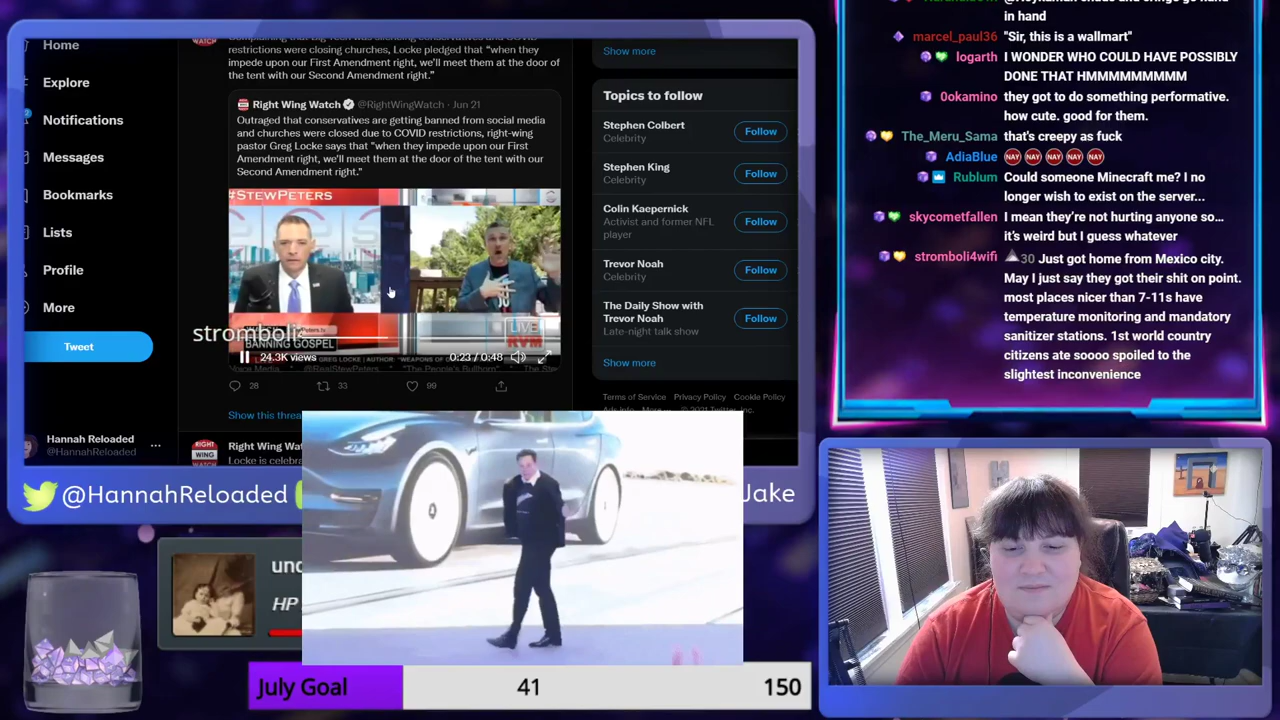 Home
Explore
Notifications
Messages
Bookmarks
Lists
Profile
More
Tweet
Hannah Reloaded
@HannahReloaded
restrictions were closing churches, Locke pledged that “when they
impede upon our First Amendment right, we’ll meet them at the door of
the tent with our Second Amendment right.”
Right Wing Watch @RightWingWatch · Jun 21
Outraged that conservatives are getting banned from social media
and churches were closed due to COVID restrictions, right-wing
pastor Greg Locke says that “when they impede upon our First
Amendment right, we’ll meet them at the door of the tent with our
Second Amendment right.”
#STEWPETERS
stromboli
BANNING GOSPEL
LIVE
RVM
24.3K views
0:23 / 0:48
28
33
99
Show this threa
RIGHT
WING
WATCH
Right Wing
Locke is celebra
Show more
Topics to follow
Stephen Colbert
Celebrity
Follow
Stephen King
Celebrity
Follow
Colin Kaepernick
Activist and former NFL
player
Follow
Trevor Noah
Celebrity
Follow
The Daily Show with
Trevor Noah
Late-night talk show
Follow
Show more
Terms of Service Privacy Policy Cookie Policy
@HannahReloaded
Jake
HP
July Goal
41
150
in hand
marcel_paul36 "Sir, this is a wallmart"
logarth I WONDER WHO COULD HAVE POSSIBLY
DONE THAT HMMMMMMMMM
0okamino they got to do something performative.
how cute. good for them.
The_Meru_Sama that's creepy as fuck
AdiaBlue NAY NAY NAY NAY NAY
Rublum Could someone Minecraft me? I no
longer wish to exist on the server...
skycometfallen I mean they’re not hurting anyone so…
it’s weird but I guess whatever
stromboli4wifi 30 Just got home from Mexico city.
May I just say they got their shit on point.
most places nicer than 7-11s have
temperature monitoring and mandatory
sanitizer stations. 1st world country
citizens ate soooo spoiled to the
slightest inconvenience